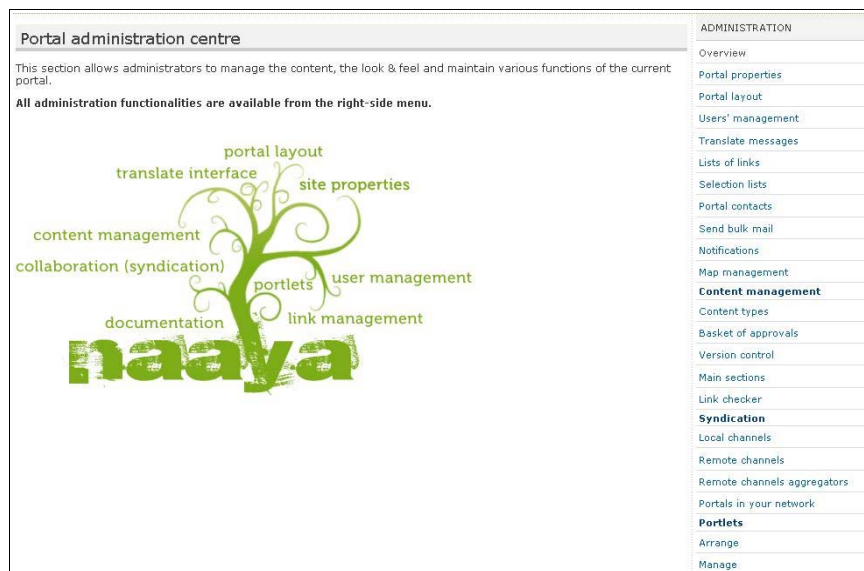 Portal administration centre
This section allows administrators to manage the content, the look & feel and maintain various functions of the current
portal.
All administration functionalities are available from the right-side menu.
portal layout
translate interface
site properties
content management
collaboration (syndication)
portlets
user management
documentation
link management
naaya
ADMINISTRATION
Overview
Portal properties
Portal layout
Users' management
Translate messages
Lists of links
Selection lists
Portal contacts
Send bulk mail
Notifications
Map management
Content management
Content types
Basket of approvals
Version control
Main sections
Link checker
Syndication
Local channels
Remote channels
Remote channels aggregators
Portals in your network
Portlets
Arrange
Manage